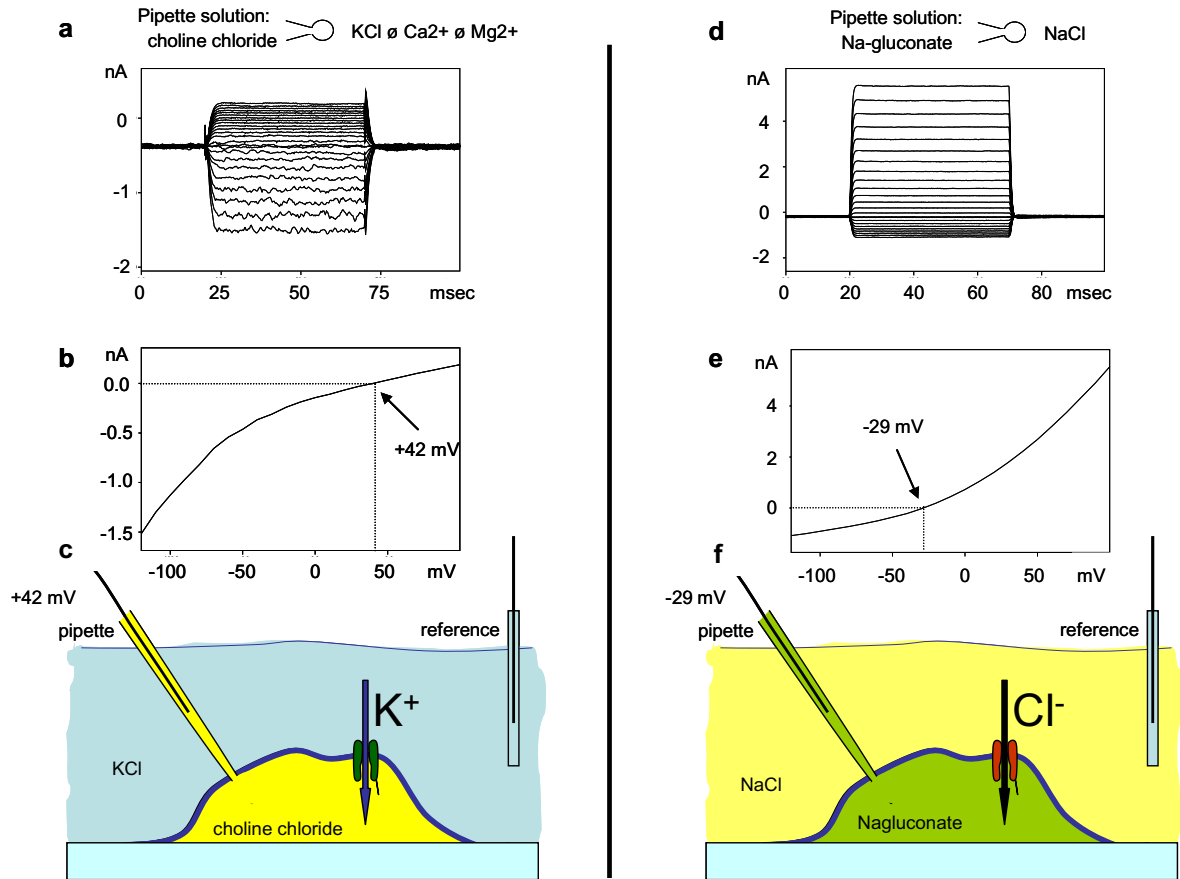 a
Pipette solution:
choline chloride
KCl ø Ca2+ ø Mg2+
nA
0
-1
-2
0 25 50 75 msec
b
nA
0.0
-0.5
-1.0
-1.5
+42 mV
-100 -50 0 50 mV
c
+42 mV
pipette
reference
K+
KCl
choline chloride
d
Pipette solution:
Na-gluconate
NaCl
nA
4
2
0
-2
0 20 40 60 80 msec
e
nA
4
2
0
-29 mV
-100 -50 0 50 mV
f
-29 mV
pipette
reference
Cl-
NaCl
Nagluconate